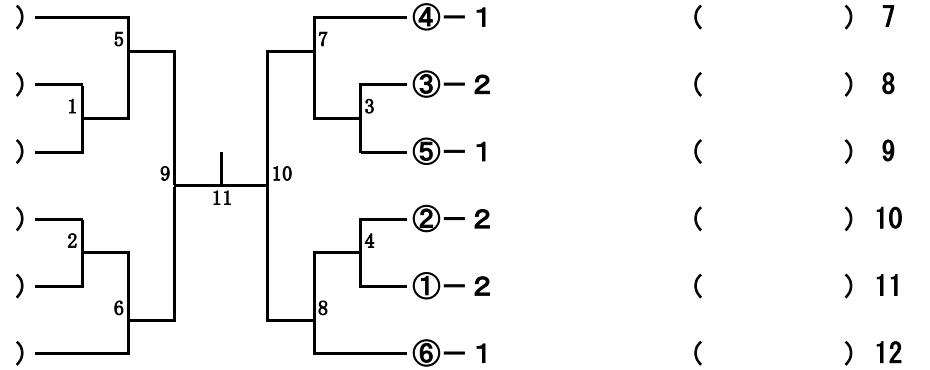 ) 5 7 ④－1 ( ) 7
) 1 3 ③－2 ( ) 8
) ⑤－1 ( ) 9
9 10
11
) 2 4 ②－2 ( ) 10
) ①－2 ( ) 11
6 8
) ⑥－1 ( ) 12